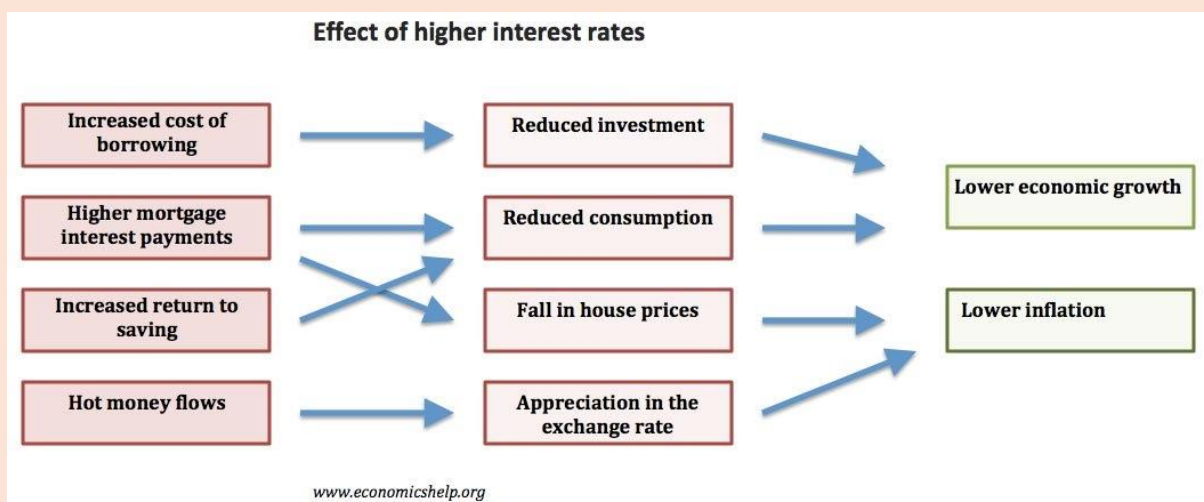 Effect of higher interest rates
Increased cost of
borrowing
Higher mortgage
interest payments
Increased return to
saving
Hot money flows
Reduced investment
Reduced consumption
Fall in house prices
Appreciation in the
exchange rate
Lower economic growth
Lower inflation
www.economicshelp.org